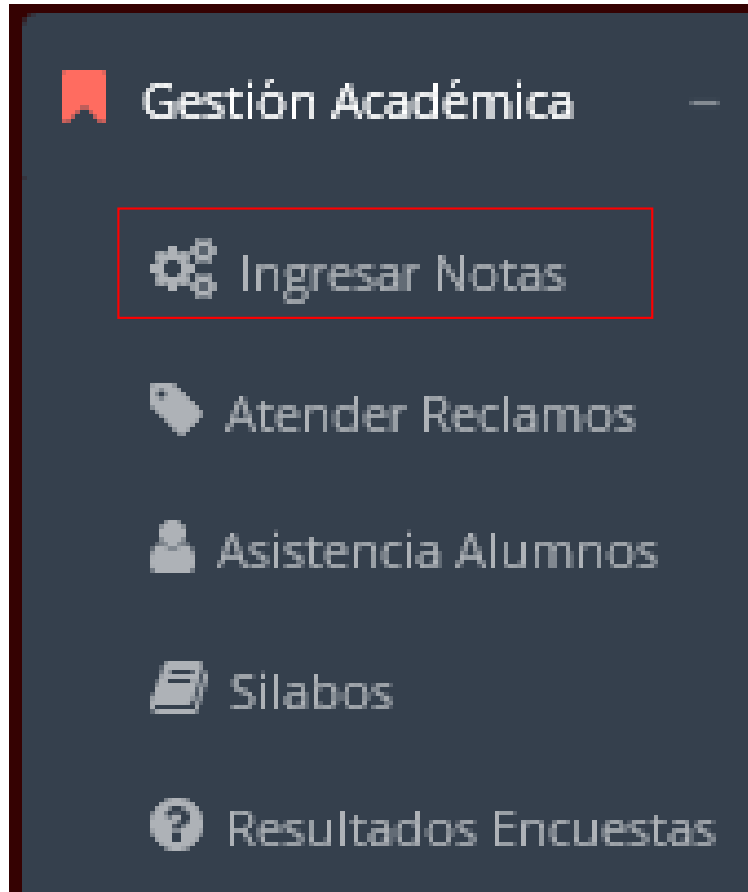 Gestión Académica
Ingresar Notas
Atender Reclamos
Asistencia Alumnos
Silabos
Resultados Encuestas